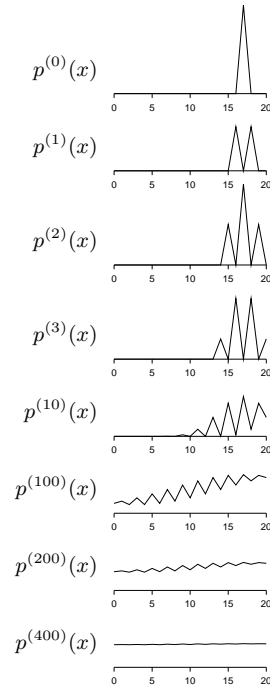 p^{(0)}(x)
0 5 10 15 20
p^{(1)}(x)
0 5 10 15 20
p^{(2)}(x)
0 5 10 15 20
p^{(3)}(x)
0 5 10 15 20
p^{(10)}(x)
0 5 10 15 20
p^{(100)}(x)
0 5 10 15 20
p^{(200)}(x)
0 5 10 15 20
p^{(400)}(x)
0 5 10 15 20